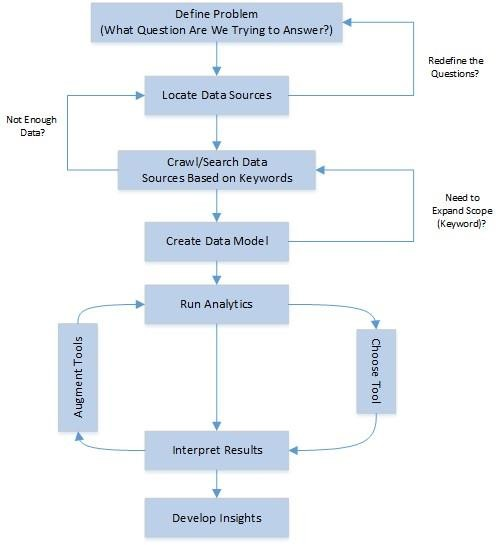 Define Problem
(What Question Are We Trying to Answer?)
Redefine the
Questions?
Locate Data Sources
Not Enough
Data?
Crawl/Search Data
Sources Based on Keywords
Need to
Expand Scope
(Keyword)?
Create Data Model
Run Analytics
Augment Tools
Choose Tool
Interpret Results
Develop Insights